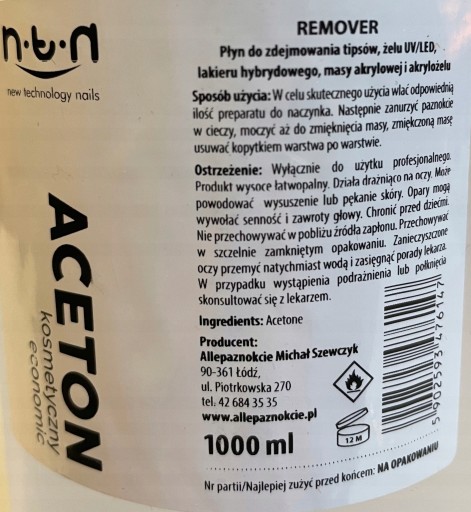 n.t.n
new technology nails
ACETON
kosmetyczny
economic
REMOVER
Płyn do zdejmowania tipsów, żelu UV/LED,
lakieru hybrydowego, masy akrylowej i akrylożelu
Sposób użycia: W celu skutecznego użycia wlać odpowiednią
ilość preparatu do naczynka. Następnie zanurzyć paznokcie
w cieczy, moczyć aż do zmięknięcia masy, zmiękczoną masę
usuwać kopytkiem warstwa po warstwie.
Ostrzeżenie: Wyłącznie do użytku profesjonalnego.
Produkt wysoce łatwopalny. Działa drażniąco na oczy. Może
powodować wysuszenie lub pękanie skóry. Opary mogą
wywołać senność i zawroty głowy. Chronić przed dziećmi.
Nie przechowywać w pobliżu źródła zapłonu. Przechowywać
w szczelnie zamkniętym opakowaniu. Zanieczyszczone
oczy przemyć natychmiast wodą i zasięgnąć porady lekarza.
W przypadku wystąpienia podrażnienia lub połknięcia
skonsultować się z lekarzem.
Ingredients: Acetone
Producent:
Allepaznokcie Michał Szewczyk
90-361 Łódź,
ul. Piotrkowska 270
tel. 42 684 35 35
www.allepaznokcie.pl
1000 ml
12 M
5 902593 476147
Nr partii/Najlepiej zużyć przed końcem: NA OPAKOWANIU